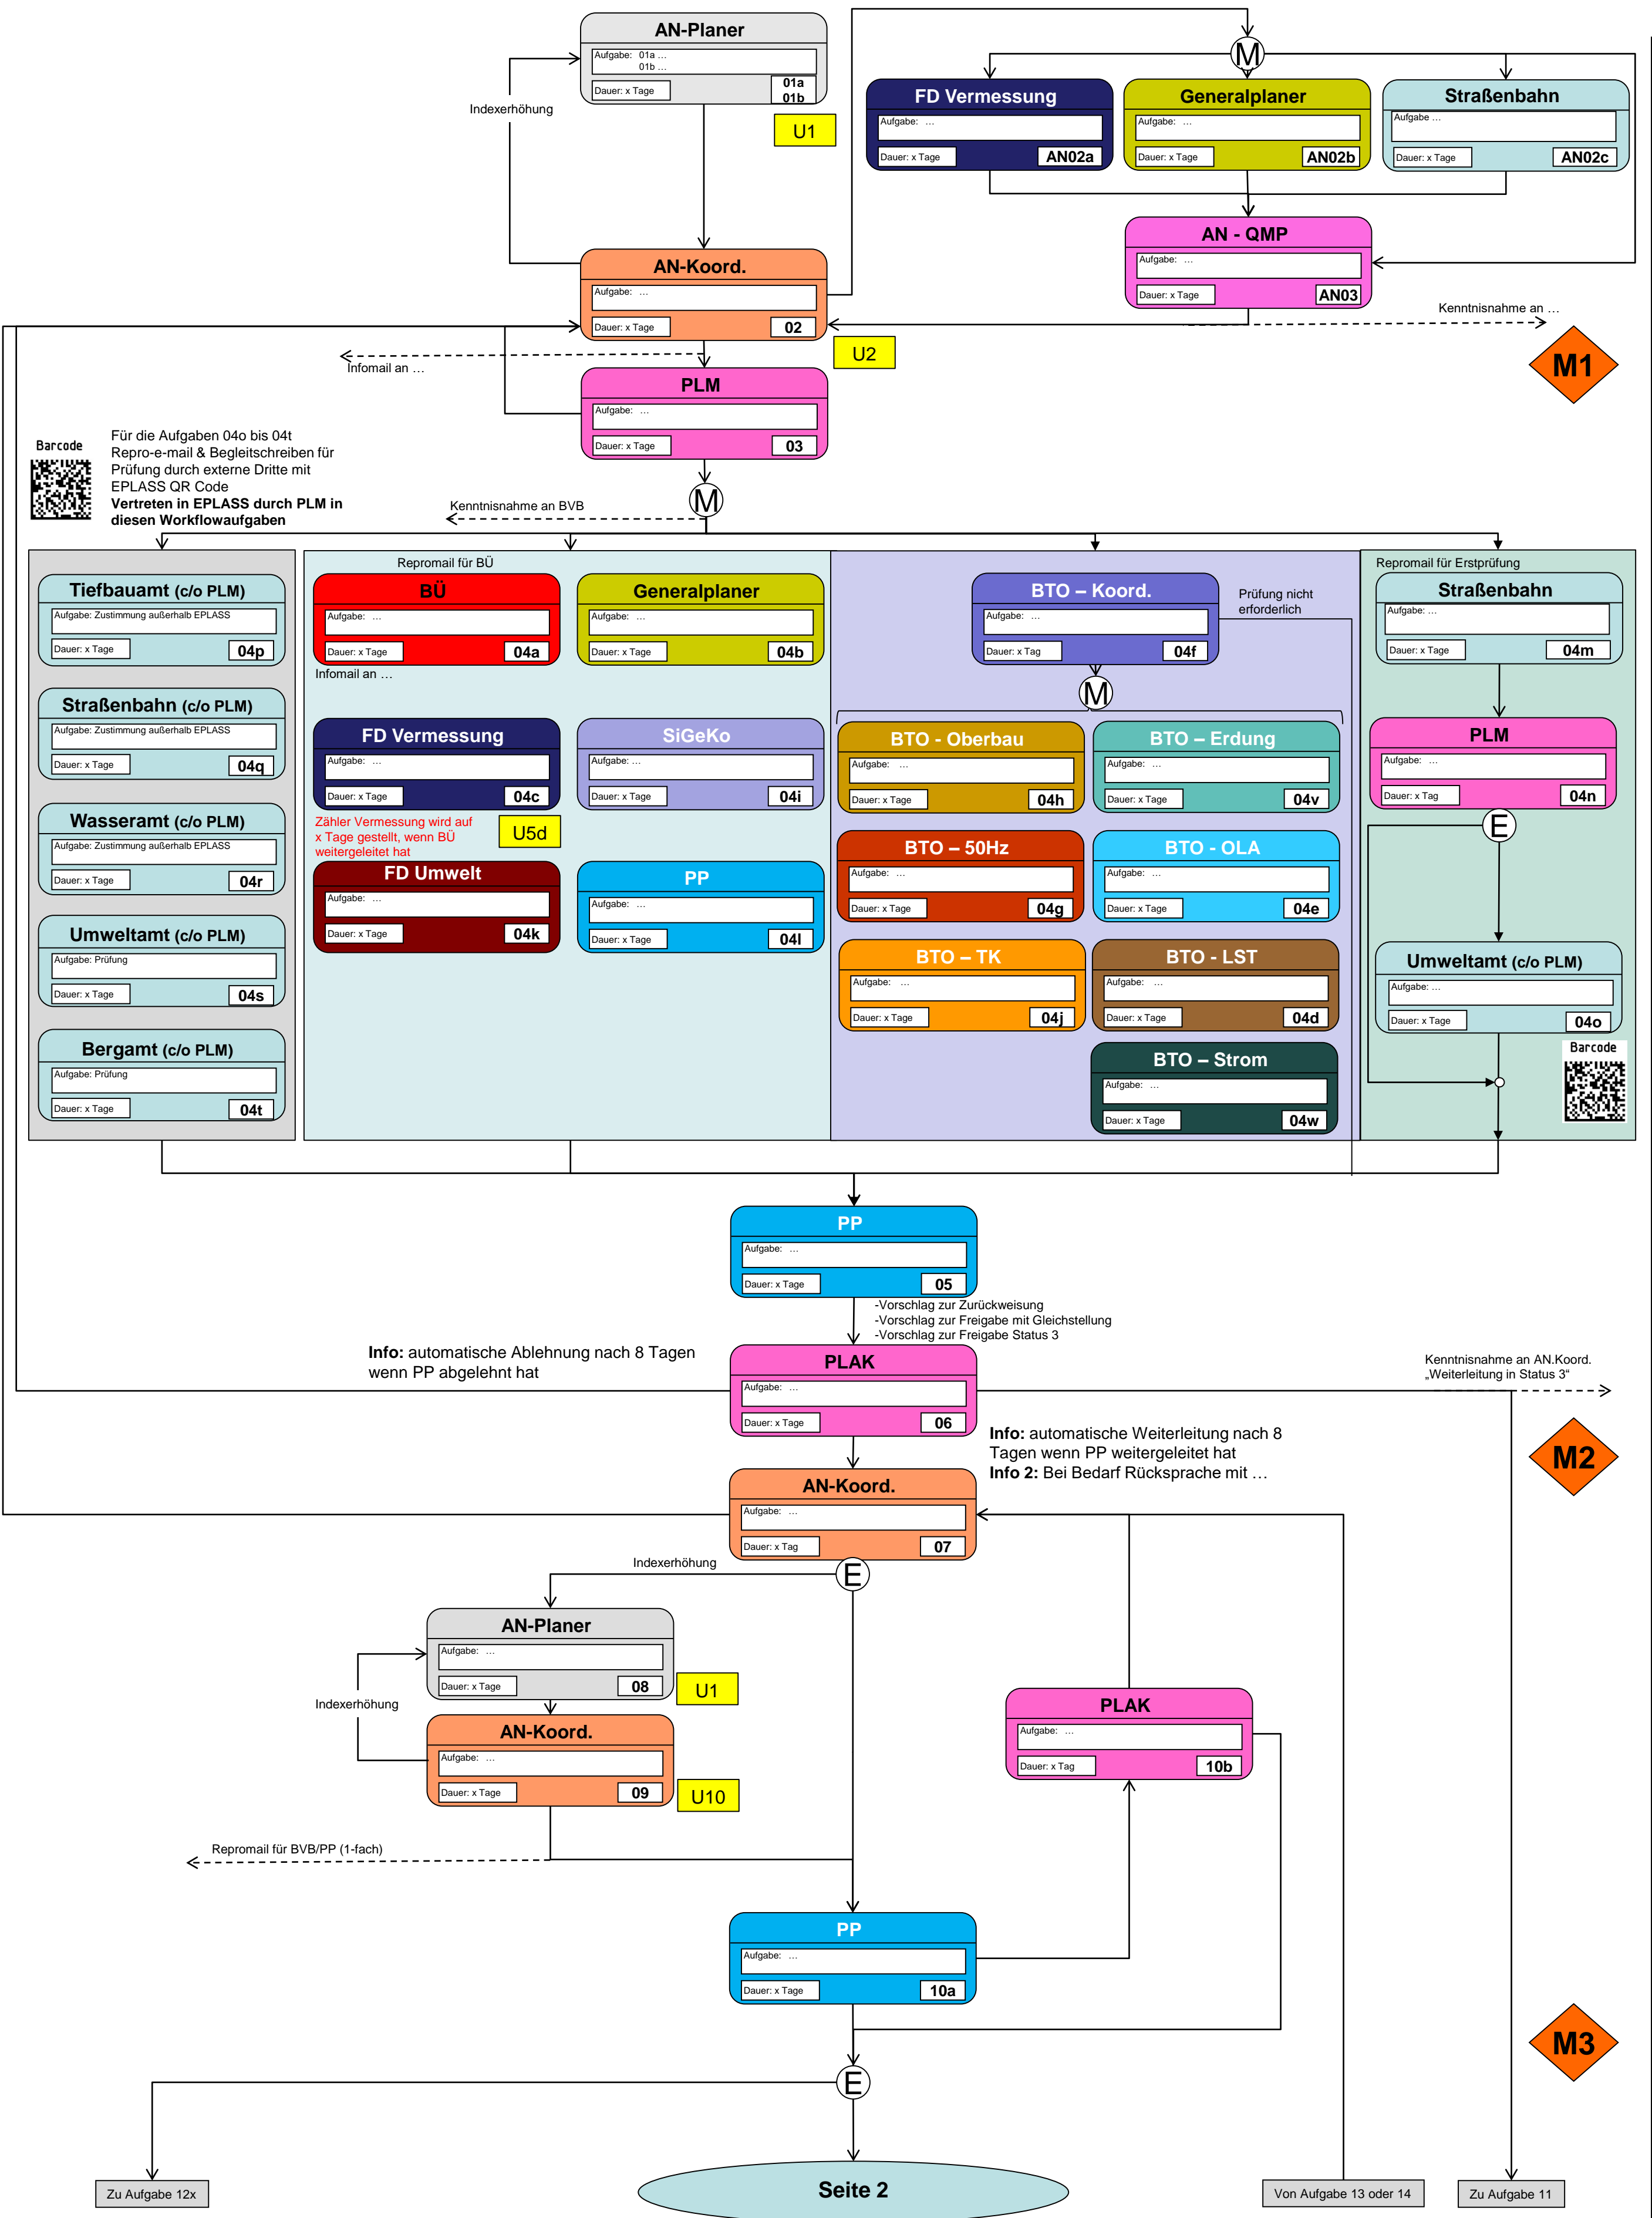 AN-Planer
Aufgabe: 01a ...
01b ...
Dauer: x Tage
01a
01b
U1
Indexerhöhung
M
FD Vermessung
Aufgabe: ...
Dauer: x Tage
AN02a
Generalplaner
Aufgabe: ...
Dauer: x Tage
AN02b
Straßenbahn
Aufgabe ...
Dauer: x Tage
AN02c
AN - QMP
Aufgabe: ...
Dauer: x Tage
AN03
AN-Koord.
Aufgabe: ...
Dauer: x Tage
02
U2
Kenntnisnahme an ...
M1
Infomail an ...
PLM
Aufgabe: ...
Dauer: x Tage
03
M
Barcode
Für die Aufgaben 04o bis 04t
Repro-e-mail & Begleitschreiben für
Prüfung durch externe Dritte mit
EPLASS QR Code
Vertreten in EPLASS durch PLM in
diesen Workflowaufgaben
Kenntnisnahme an BVB
Tiefbauamt (c/o PLM)
Aufgabe: Zustimmung außerhalb EPLASS
Dauer: x Tage
04p
Straßenbahn (c/o PLM)
Aufgabe: Zustimmung außerhalb EPLASS
Dauer: x Tage
04q
Wasseramt (c/o PLM)
Aufgabe: Zustimmung außerhalb EPLASS
Dauer: x Tage
04r
Umweltamt (c/o PLM)
Aufgabe: Prüfung
Dauer: x Tage
04s
Bergamt (c/o PLM)
Aufgabe: Prüfung
Dauer: x Tage
04t
Repromail für BÜ
BÜ
Aufgabe: ...
Dauer: x Tage
04a
Infomail an ...
Generalplaner
Aufgabe: ...
Dauer: x Tage
04b
FD Vermessung
Aufgabe: ...
Dauer: x Tage
04c
Zähler Vermessung wird auf
x Tage gestellt, wenn BÜ
weitergeleitet hat
U5d
SiGeKo
Aufgabe: ...
Dauer: x Tage
04i
FD Umwelt
Aufgabe: ...
Dauer: x Tage
04k
PP
Aufgabe: ...
Dauer: x Tage
04l
BTO – Koord.
Aufgabe: ...
Dauer: x Tag
04f
Prüfung nicht
erforderlich
M
BTO - Oberbau
Aufgabe: ...
Dauer: x Tage
04h
BTO – Erdung
Aufgabe: ...
Dauer: x Tage
04v
BTO – 50Hz
Aufgabe: ...
Dauer: x Tage
04g
BTO - OLA
Aufgabe: ...
Dauer: x Tage
04e
BTO – TK
Aufgabe: ...
Dauer: x Tage
04j
BTO - LST
Aufgabe: ...
Dauer: x Tage
04d
BTO – Strom
Aufgabe: ...
Dauer: x Tage
04w
Repromail für Erstprüfung
Straßenbahn
Aufgabe: ...
Dauer: x Tage
04m
PLM
Aufgabe: ...
Dauer: x Tag
04n
E
Umweltamt (c/o PLM)
Aufgabe: ...
Dauer: x Tage
04o
Barcode
PP
Aufgabe: ...
Dauer: x Tage
05
-Vorschlag zur Zurückweisung
-Vorschlag zur Freigabe mit Gleichstellung
-Vorschlag zur Freigabe Status 3
Info: automatische Ablehnung nach 8 Tagen
wenn PP abgelehnt hat
PLAK
Aufgabe: ...
Dauer: x Tage
06
Kenntnisnahme an AN.Koord.
„Weiterleitung in Status 3“
Info: automatische Weiterleitung nach 8
Tagen wenn PP weitergeleitet hat
Info 2: Bei Bedarf Rücksprache mit ...
M2
AN-Koord.
Aufgabe: ...
Dauer: x Tag
07
E
Indexerhöhung
AN-Planer
Aufgabe: ...
Dauer: x Tage
08
U1
Indexerhöhung
AN-Koord.
Aufgabe: ...
Dauer: x Tage
09
U10
PLAK
Aufgabe: ...
Dauer: x Tag
10b
Repromail für BVB/PP (1-fach)
PP
Aufgabe: ...
Dauer: x Tage
10a
M3
E
Zu Aufgabe 12x
Seite 2
Von Aufgabe 13 oder 14
Zu Aufgabe 11